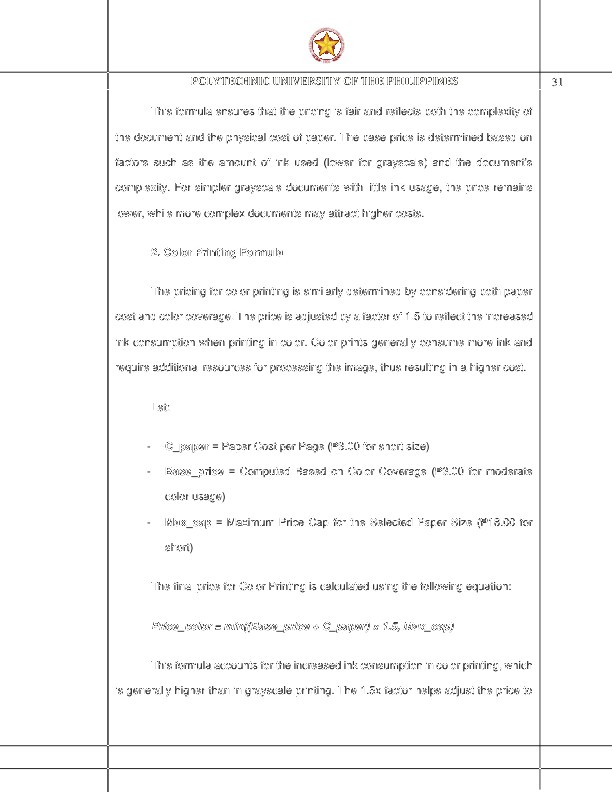 POLYTECHNIC UNIVERSITY OF THE PHILIPPINES
31
This formula ensures that the pricing is fair and reflects both the complexity of
the document and the physical cost of paper. The base price is determined based on
factors such as the amount of ink used (lower for grayscale) and the document's
complexity. For simpler grayscale documents with little ink usage, the price remains
lower, while more complex documents may attract higher costs.
2. Color Printing Formula
The pricing for color printing is similarly determined by considering both paper
cost and color coverage. The price is adjusted by a factor of 1.5 to reflect the increased
ink consumption when printing in color. Color prints generally consume more ink and
require additional resources for processing the image, thus resulting in a higher cost.
Let:
- C_paper = Paper Cost per Page (₱3.00 for short size)
- Base_price = Computed Based on Color Coverage (₱3.00 for moderate
color usage)
- = Maximum Price Cap for the Selected Paper Size (₱18.00 for
short)
The final price for Color Printing is calculated using the following equation:
Price_color = min((Base_price + C_paper) × 1.5,
This formula accounts for the increased ink consumption in color printing, which
is generally higher than in grayscale printing. The 1.5x factor helps adjust the price to